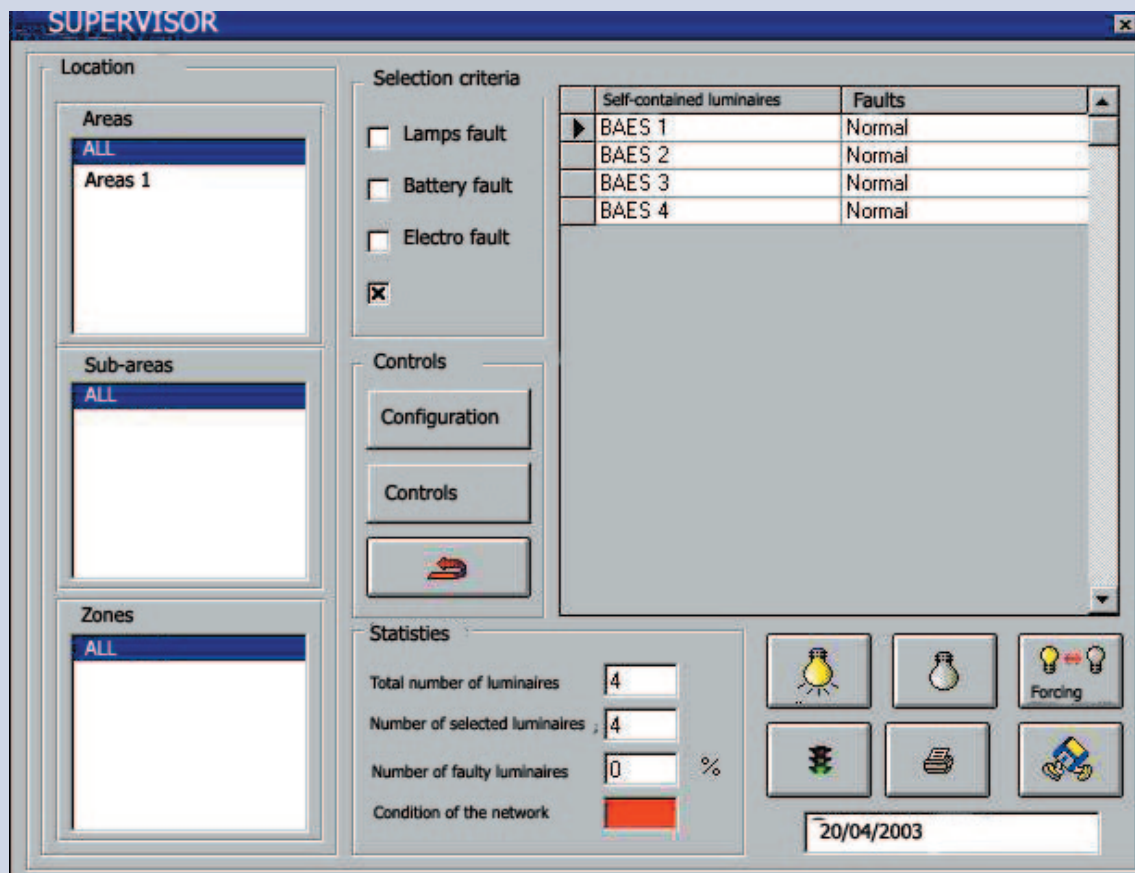 SUPERVISOR
Location
Areas
ALL
Areas 1
Sub-areas
ALL
Zones
ALL
Selection criteria
Lamps fault
Battery fault
Electro fault
Controls
Configuration
Controls
Self-contained luminaires Faults
BAES 1 Normal
BAES 2 Normal
BAES 3 Normal
BAES 4 Normal
Statisties
Total number of luminaires 4
Number of selected luminaires ; 4
Number of faulty luminaires 0 %
Condition of the network
Forcing
20/04/2003